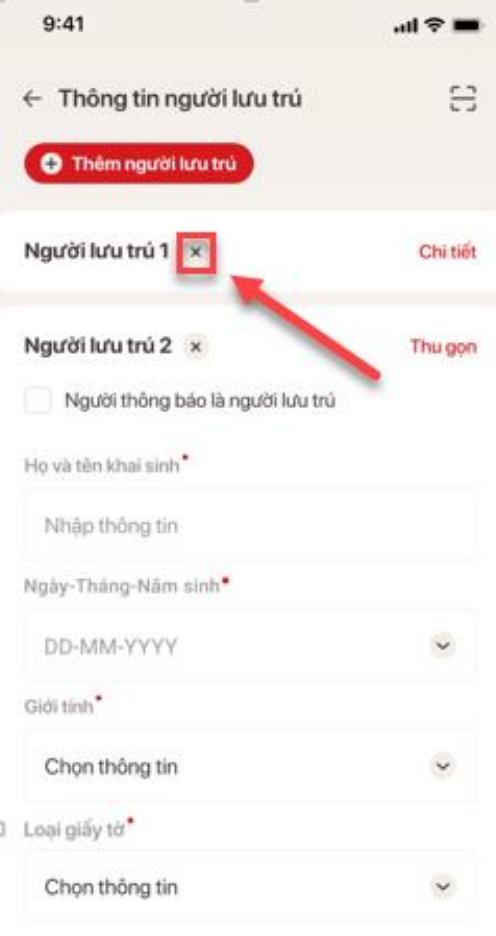 9:41
Thông tin người lưu trú
Thêm người lưu trú
Người lưu trú 1
Chi tiết
Người lưu trú 2
Thu gọn
Người thông báo là người lưu trú
Họ và tên khai sinh*
Nhập thông tin
Ngày-Tháng-Năm sinh*
DD-MM-YYYY
Giới tính*
Chọn thông tin
Loại giấy tờ*
Chọn thông tin